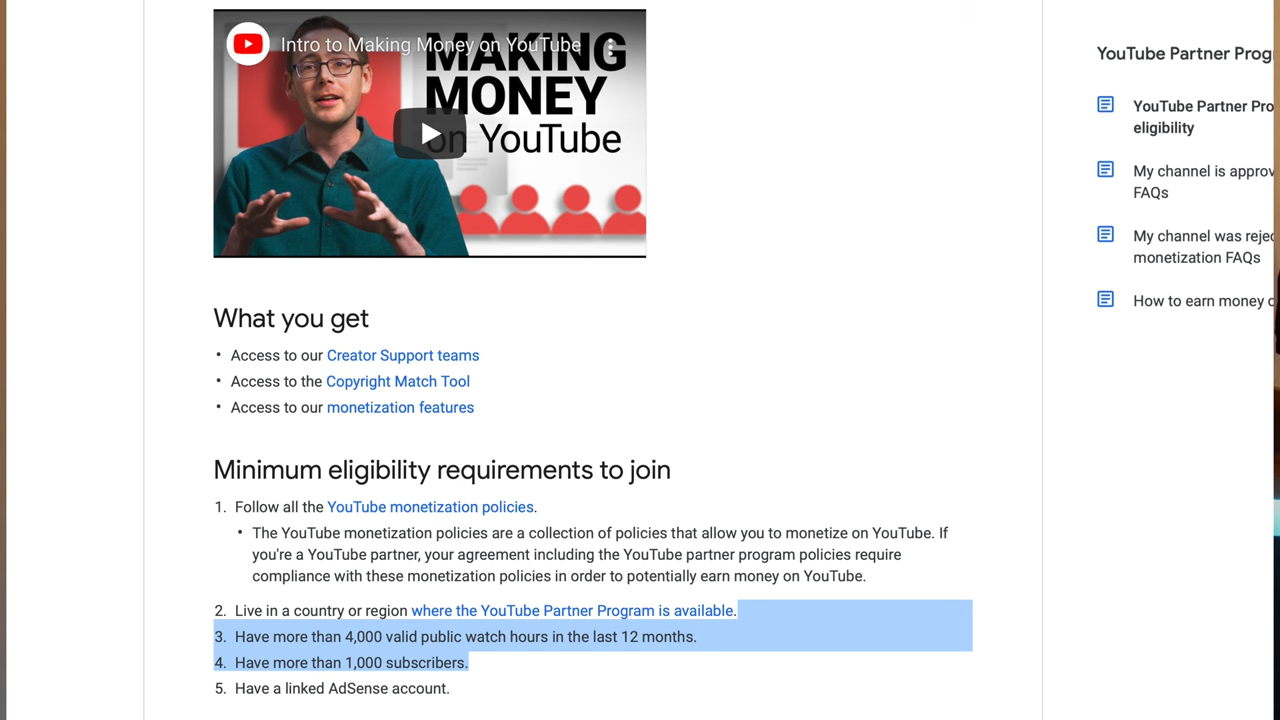 Intro to Making Money on YouTube
MAKING
MONEY
on YouTube
What you get
• Access to our Creator Support teams
• Access to the Copyright Match Tool
• Access to our monetization features
Minimum eligibility requirements to join
1. Follow all the YouTube monetization policies.
• The YouTube monetization policies are a collection of policies that allow you to monetize on YouTube. If
you're a YouTube partner, your agreement including the YouTube partner program policies require
compliance with these monetization policies in order to potentially earn money on YouTube.
2. Live in a country or region where the YouTube Partner Program is available.
3. Have more than 4,000 valid public watch hours in the last 12 months.
4. Have more than 1,000 subscribers.
5. Have a linked AdSense account.
YouTube Partner Prog
YouTube Partner Pro
eligibility
My channel is approv
FAQs
My channel was rejec
monetization FAQs
How to earn money